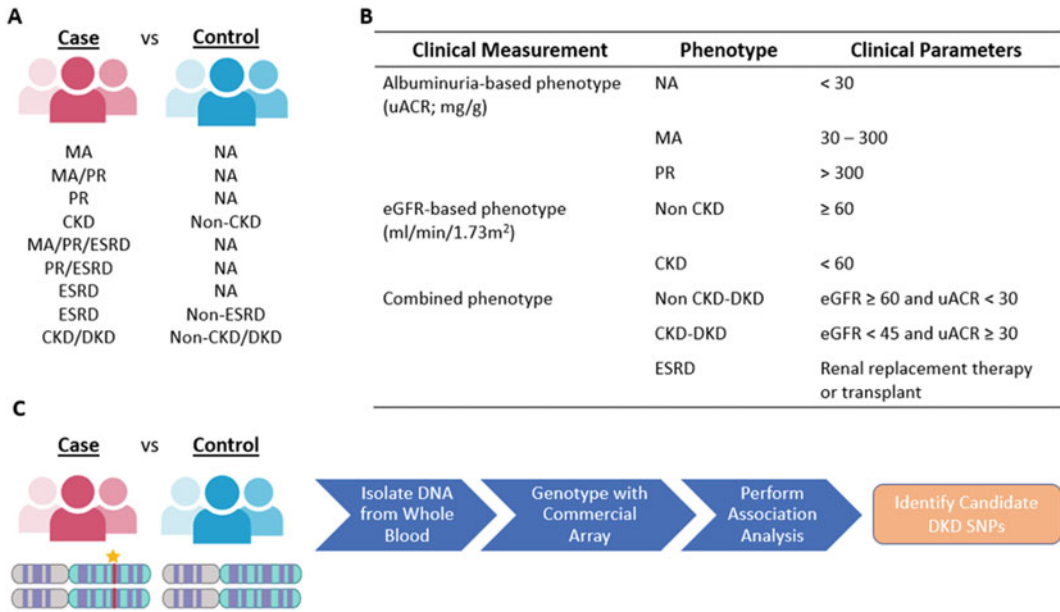 A
Case vs Control
MA NA
MA/PR NA
PR NA
CKD Non-CKD
MA/PR/ESRD NA
PR/ESRD NA
ESRD NA
ESRD Non-ESRD
CKD/DKD Non-CKD/DKD
B
Clinical Measurement Phenotype Clinical Parameters
Albuminuria-based phenotype NA < 30
(uACR; mg/g)
MA 30 – 300
PR > 300
eGFR-based phenotype Non CKD ≥ 60
(ml/min/1.73m²)
CKD < 60
Combined phenotype Non CKD-DKD eGFR ≥ 60 and uACR < 30
CKD-DKD eGFR < 45 and uACR ≥ 30
ESRD Renal replacement therapy
or transplant
C
Case vs Control
Isolate DNA
from Whole
Blood
Genotype with
Commercial
Array
Perform
Association
Analysis
Identify Candidate
DKD SNPs